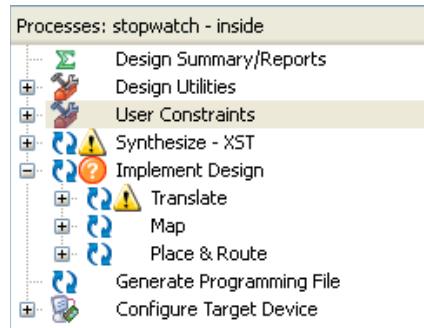 Processes: stopwatch - inside
Design Summary/Reports
Design Utilities
User Constraints
Synthesize - XST
Implement Design
Translate
Map
Place & Route
Generate Programming File
Configure Target Device